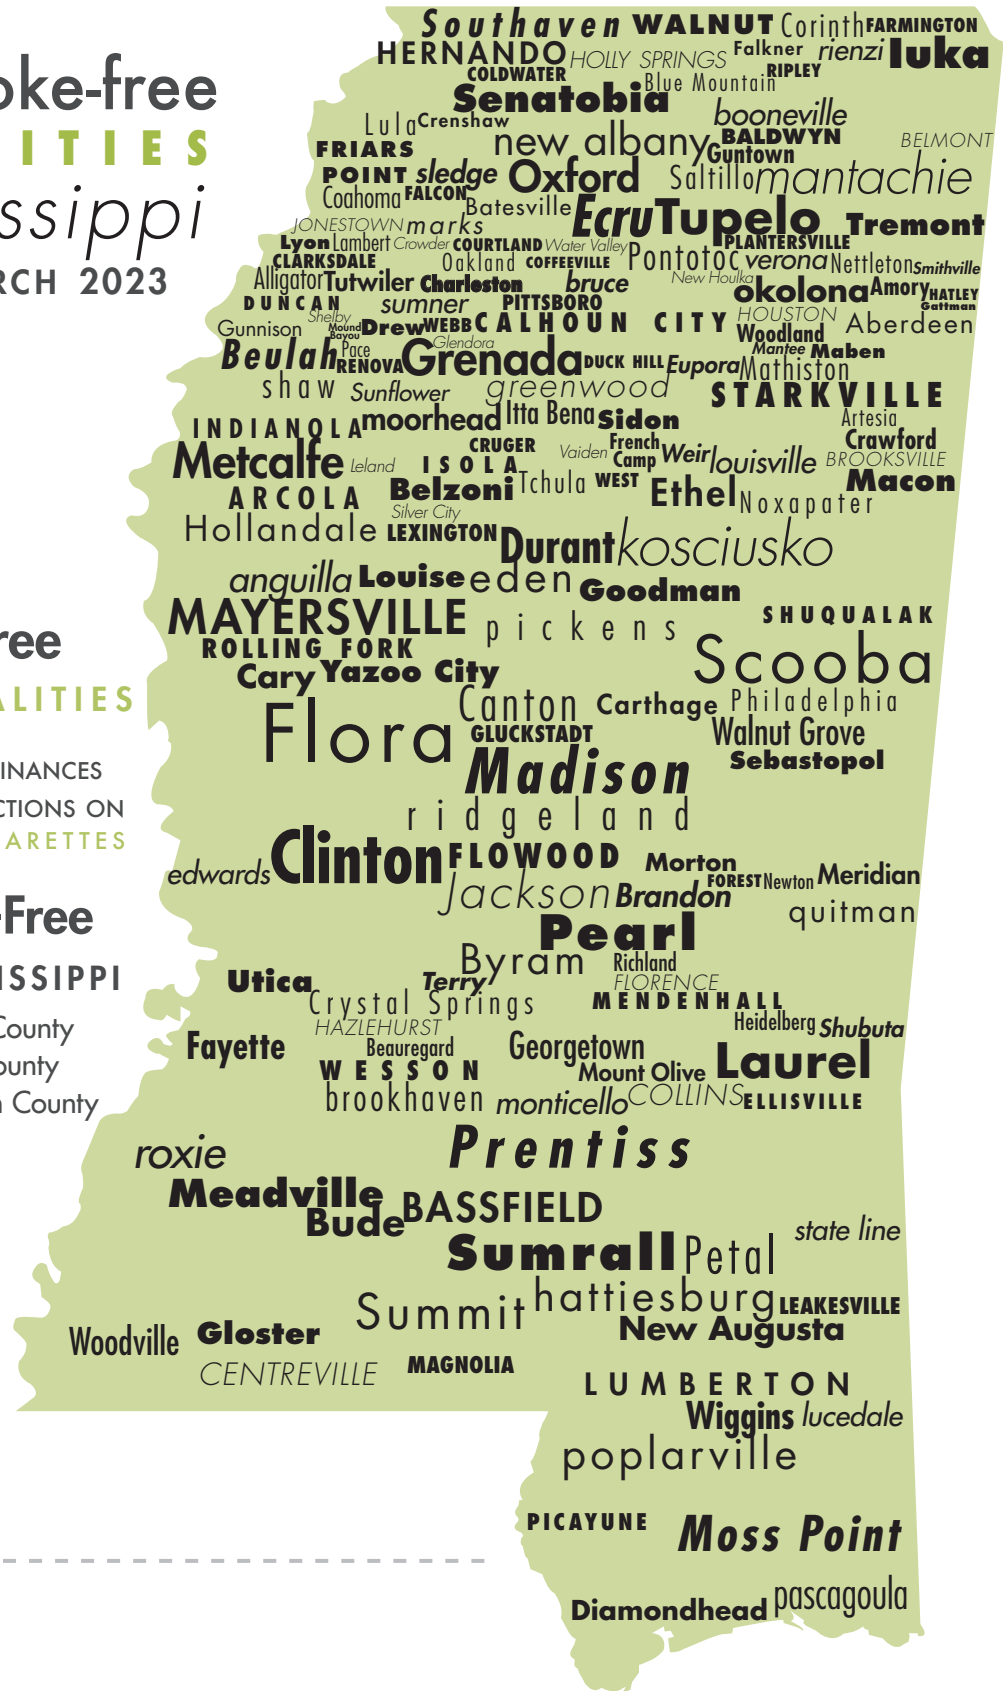 oke-free
ITIES
ssippi
RCH 2023
ree
ALITIES
INANCES
CTIONS ON
ARETTES
-Free
ISSIPPI
County
ounty
n County
Southaven WALNUT Corinth FARMINGTON
HERNANDO HOLLY SPRINGS Falkner rienzi Iuka
COLDWATER Blue Mountain RIPLEY
Senatobia booneville
Lula Crenshaw new albany BALDWYN BELMONT
FRIARS POINT sledge Oxford Guntown
Saltillo mantachie
Coahoma FALCON Batesville Ecru Tupelo Tremont
JONESTOWN marks
Lyon Lambert Crowder COURTLAND Water Valley Pontotoc PLANTERSVILLE
CLARKSDALE Oakland COFFEEVILLE verona Nettleton Smithville
Alligator Tutwiler Charleston bruce New Houlka okolona Amory HATLEY
DUNCAN sumner PITTSBORO HOUSTON Gattman
Gunnison Shelby Mound Bayou Drew WEBB CALHOUN CITY Woodland Aberdeen
Beulah Pace RENOVA Glendora Grenada DUCK HILL Eupora Mantee Maben
Mathiston
shaw Sunflower greenwood STARKVILLE
INDIANOLA moorhead Itta Bena Sidon Artesia
CRUGER Vaiden French Camp Weir louisville Crawford
BROOKSVILLE
Metcalfe Leland ISOLA
ARCOLA Belzoni Tchula WEST Ethel Noxapater Macon
Silver City
Hollandale LEXINGTON Durant kosciusko
anguilla Louise eden Goodman
MAYERSVILLE pickens SHUQUALAK
ROLLING FORK Scooba
Cary Yazoo City
Flora Canton Carthage Philadelphia
GLUCKSTADT Walnut Grove
Madison Sebastopol
ridgeland
edwards Clinton FLOWOOD Morton FOREST Newton Meridian
Jackson Brandon quitman
Pearl
Utica Terry Byram Richland
FLORENCE
Crystal Springs MENDENHALL
HAZLEHURST Heidelberg Shubuta
Fayette Beauregard Georgetown
WESSON Mount Olive Laurel
brookhaven monticello COLLINS ELLISVILLE
roxie Prentiss
Meadville
Bude BASSFIELD
state line
Sumrall Petal
Summit hattiesburg LEAKESVILLE
Woodville Gloster New Augusta
CENTREVILLE MAGNOLIA
LUMBERTON
Wiggins lucedale
poplarville
PICAYUNE Moss Point
Diamondhead pascagoula